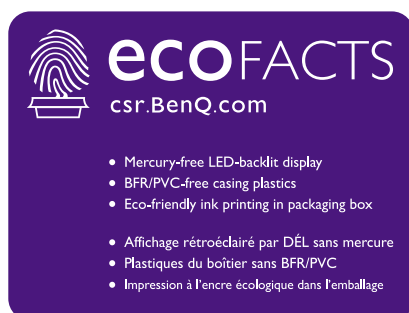 ecoFACTS
csr.BenQ.com
• Mercury-free LED-backlit display
• BFR/PVC-free casing plastics
• Eco-friendly ink printing in packaging box
• Affichage rétroéclairé par DÉL sans mercure
• Plastiques du boîtier sans BFR/PVC
• Impression à l'encre écologique dans l'emballage